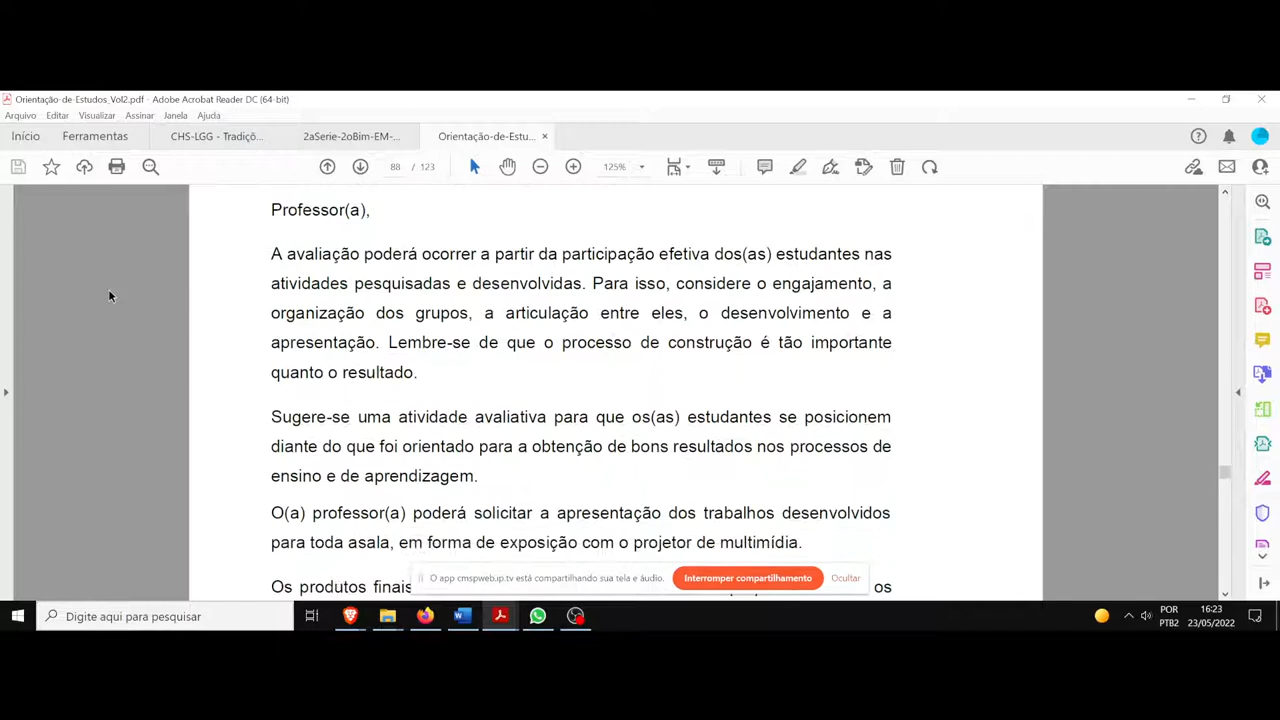 Orientação-de-Estudos_Vol2.pdf - Adobe Acrobat Reader DC (64-bit)
Arquivo Editar Visualizar Assinar Janela Ajuda
Início Ferramentas CHS-LGG - Tradiçõ... 2aSerie-2oBim-EM-... Orientação-de-Estu... ×
88 / 123 125%
Professor(a),
A avaliação poderá ocorrer a partir da participação efetiva dos(as) estudantes nas
atividades pesquisadas e desenvolvidas. Para isso, considere o engajamento, a
organização dos grupos, a articulação entre eles, o desenvolvimento e a
apresentação. Lembre-se de que o processo de construção é tão importante
quanto o resultado.
Sugere-se uma atividade avaliativa para que os(as) estudantes se posicionem
diante do que foi orientado para a obtenção de bons resultados nos processos de
ensino e de aprendizagem.
O(a) professor(a) poderá solicitar a apresentação dos trabalhos desenvolvidos
para toda asala, em forma de exposição com o projetor de multimídia.
O app cmspweb.ip.tv está compartilhando sua tela e áudio. Interromper compartilhamento Ocultar
Os produtos finais os
Digite aqui para pesquisar
POR 16:23
PTB2 23/05/2022